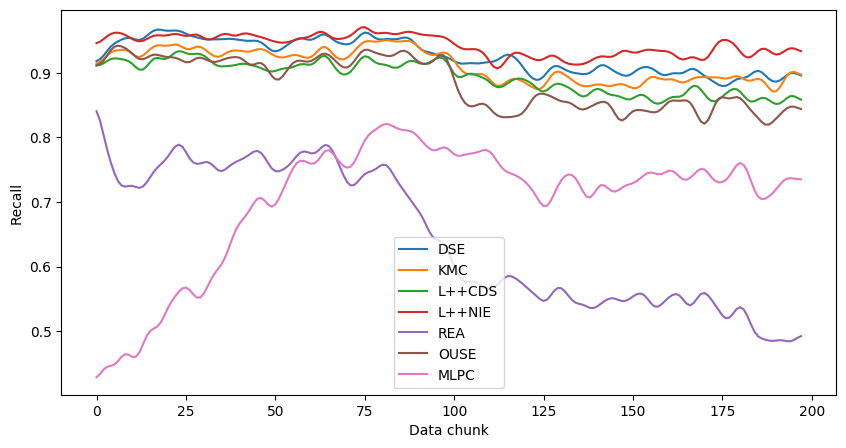 Recall
0.9
0.8
0.7
0.6
0.5
DSE
KMC
L++CDS
L++NIE
REA
OUSE
MLPC
0 25 50 75 100 125 150 175 200
Data chunk